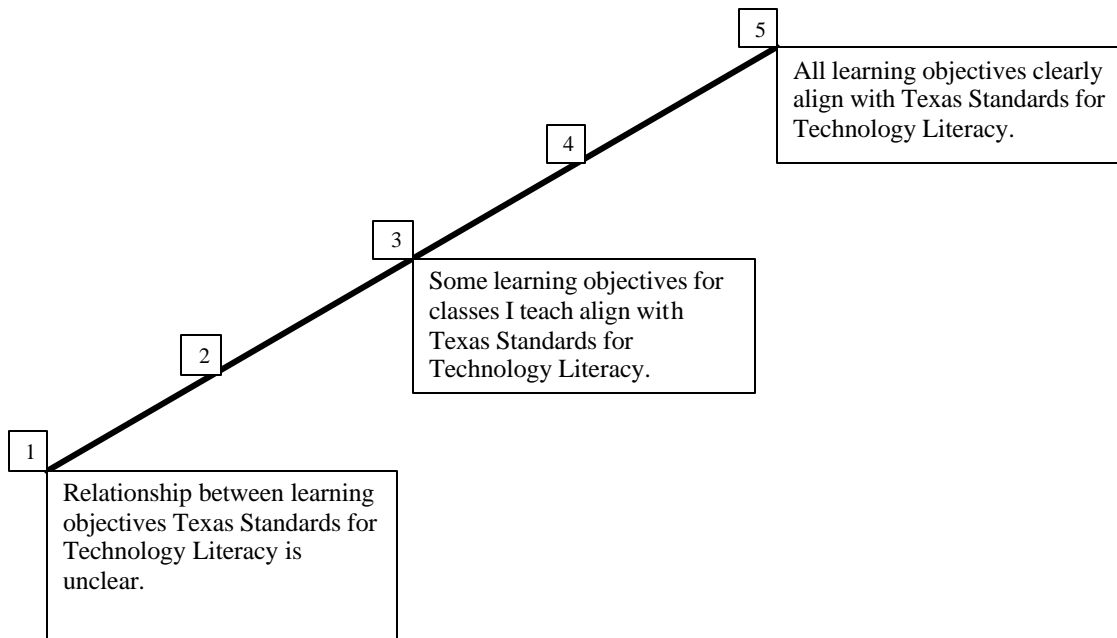 5
All learning objectives clearly
align with Texas Standards for
Technology Literacy.
4
3
Some learning objectives for
classes I teach align with
Texas Standards for
Technology Literacy.
2
1
Relationship between learning
objectives Texas Standards for
Technology Literacy is
unclear.